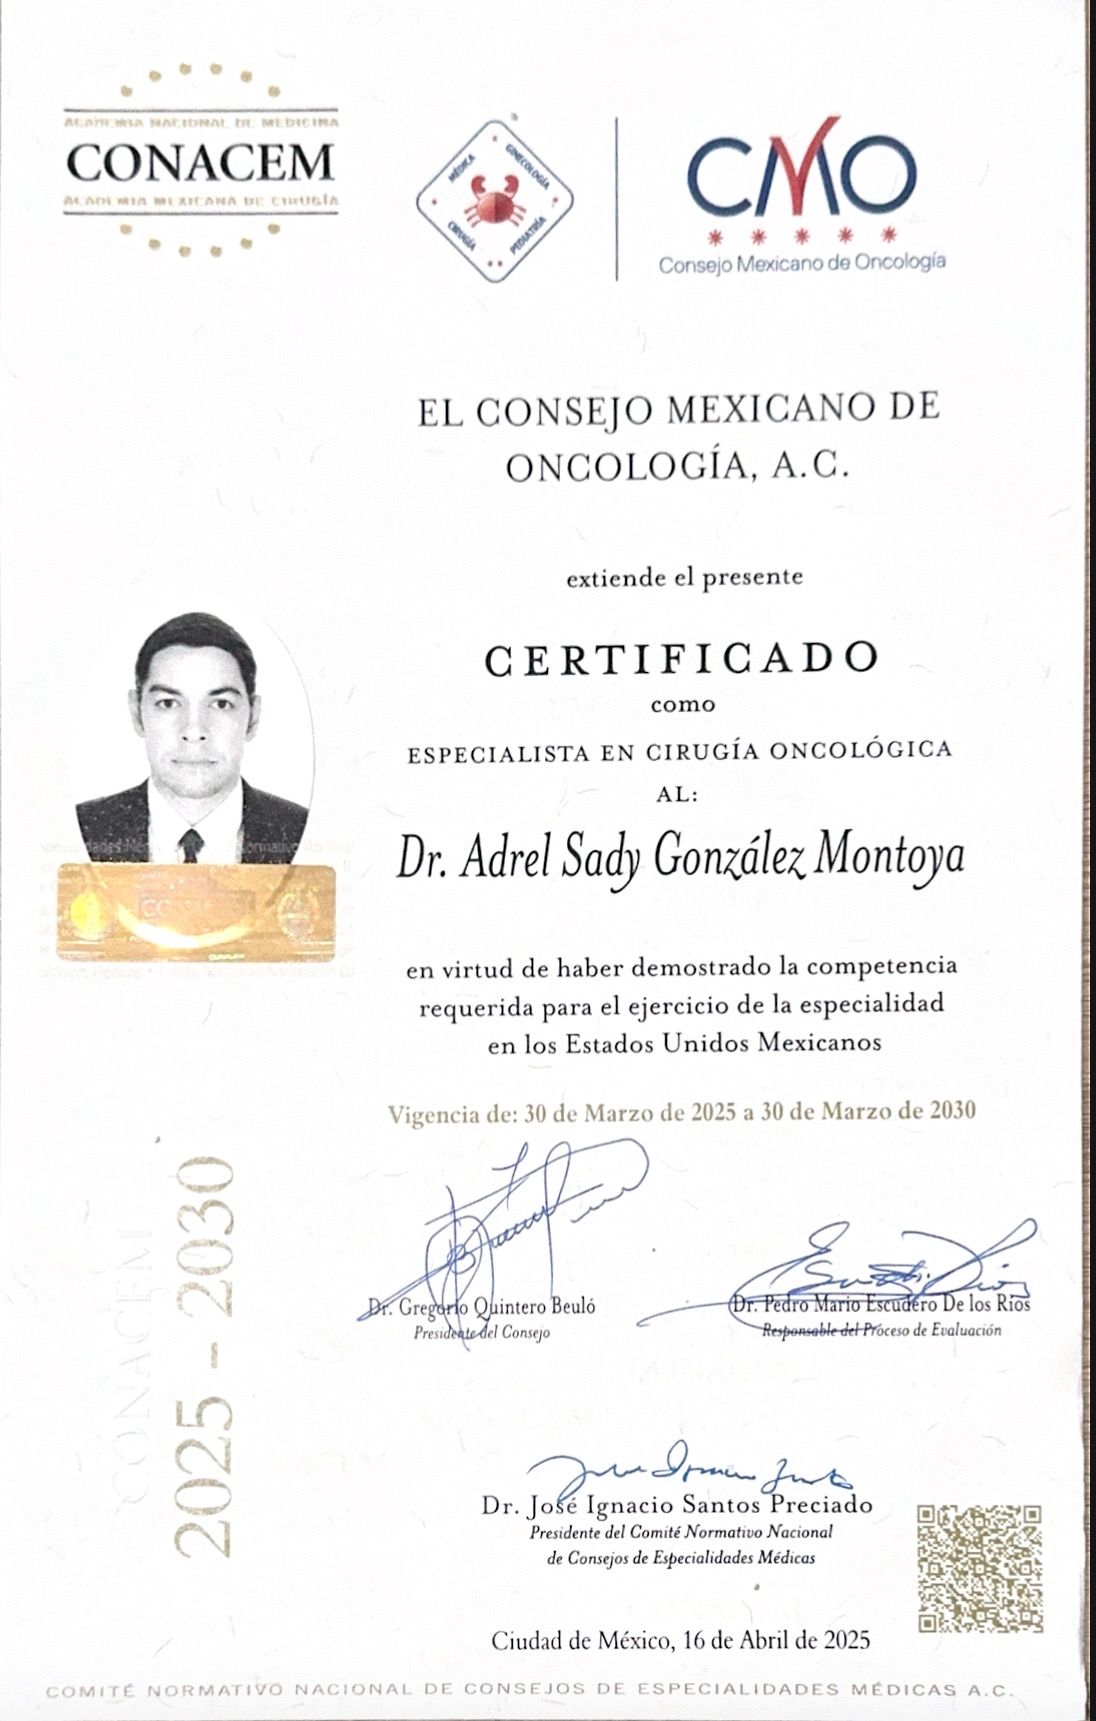 ACADEMIA NACIONAL DE MEDICINA
CONACEM
ACADEMIA MEXICANA DE CIRUGÍA
MÉDICA
GINECOLOGÍA
CIRUGÍA
PEDIATRÍA
CMO
Consejo Mexicano de Oncología
EL CONSEJO MEXICANO DE
ONCOLOGÍA, A.C.
extiende el presente
CERTIFICADO
como
ESPECIALISTA EN CIRUGÍA ONCOLÓGICA
AL:
Dr. Adrel Sady González Montoya
en virtud de haber demostrado la competencia
requerida para el ejercicio de la especialidad
en los Estados Unidos Mexicanos
Vigencia de: 30 de Marzo de 2025 a 30 de Marzo de 2030
CONACEM
2025 - 2030
Dr. Gregorio Quintero Beuló
Presidente del Consejo
Dr. Pedro Mario Escudero De los Ríos
Responsable del Proceso de Evaluación
Dr. José Ignacio Santos Preciado
Presidente del Comité Normativo Nacional
de Consejos de Especialidades Médicas
Ciudad de México, 16 de Abril de 2025
COMITÉ NORMATIVO NACIONAL DE CONSEJOS DE ESPECIALIDADES MÉDICAS A.C.